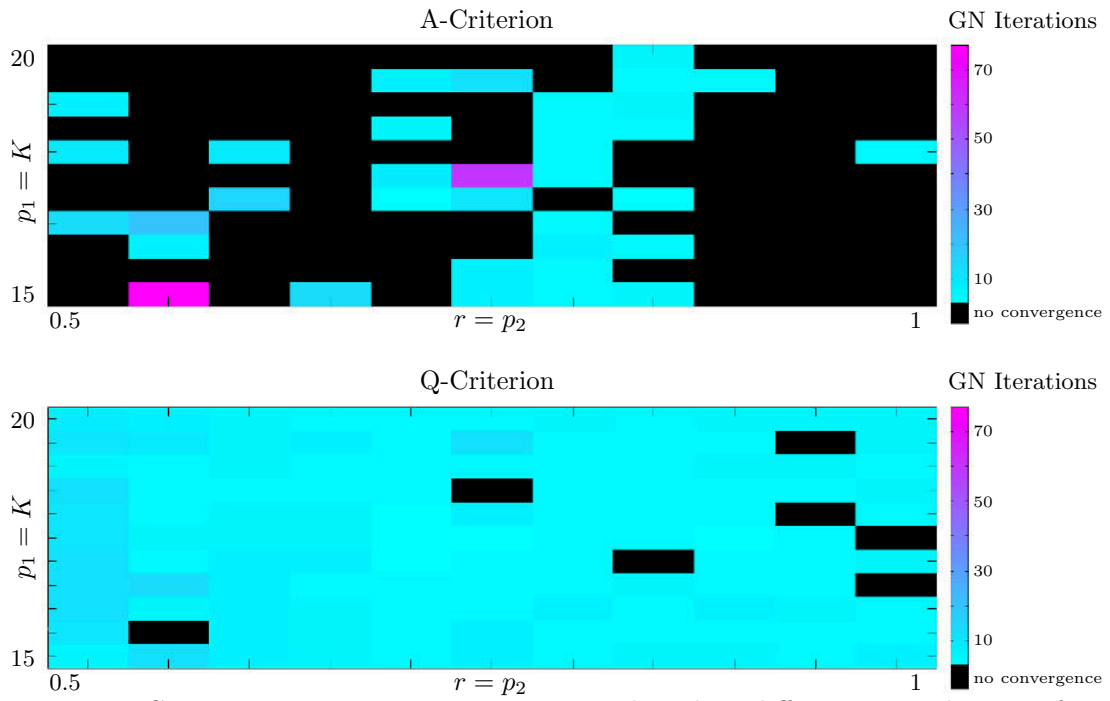 A-Criterion
GN Iterations
20
p₁ = K
15
0.5
r = p₂
1
70
50
30
10
no convergence
Q-Criterion
GN Iterations
20
p₁ = K
15
0.5
r = p₂
1
70
50
30
10
no convergence